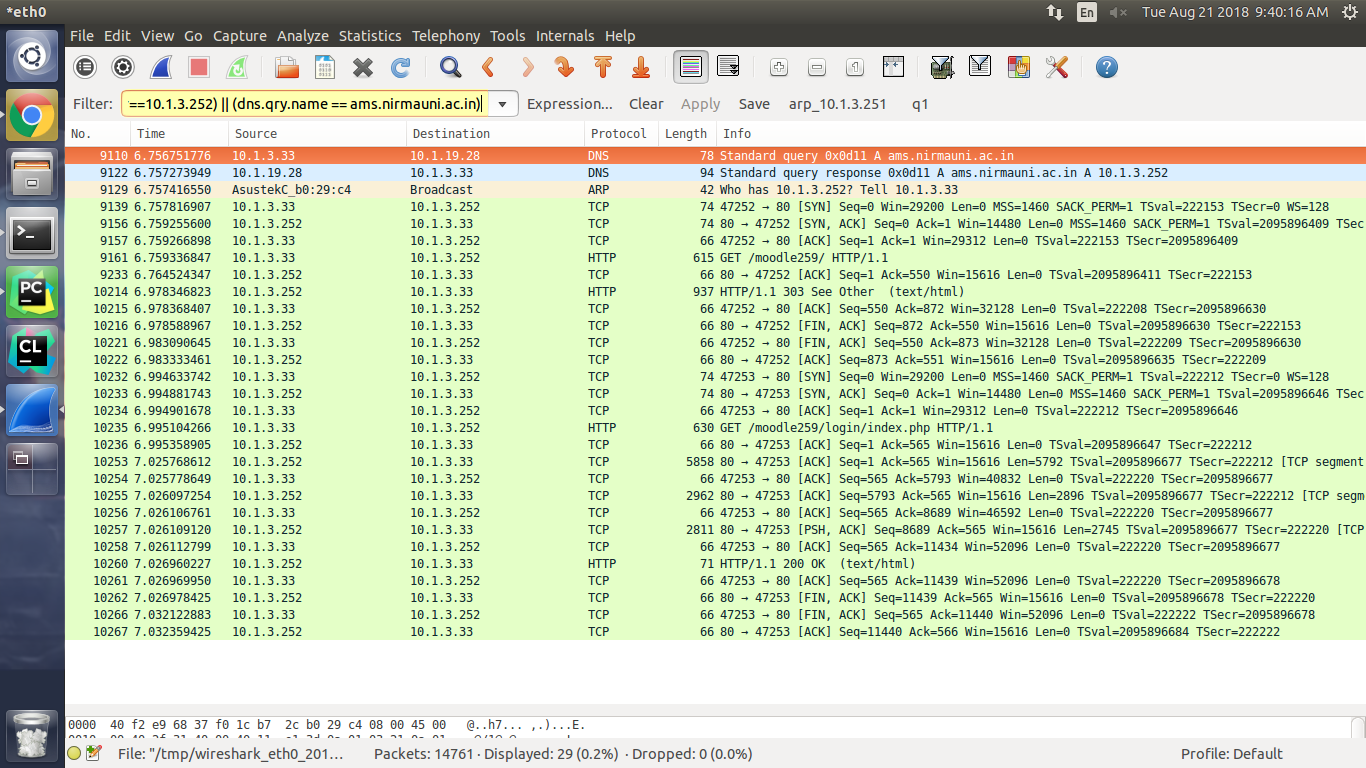 *eth0 En Tue Aug 21 2018 9:40:16 AM
File Edit View Go Capture Analyze Statistics Telephony Tools Internals Help
Filter: ==10.1.3.252) || (dns.qry.name == ams.nirmauni.ac.in) Expression... Clear Apply Save arp_10.1.3.251 q1
No. Time Source Destination Protocol Length Info
9110 6.756751776 10.1.3.33 10.1.19.28 DNS 78 Standard query 0x0d11 A ams.nirmauni.ac.in
9122 6.757273949 10.1.19.28 10.1.3.33 DNS 94 Standard query response 0x0d11 A ams.nirmauni.ac.in A 10.1.3.252
9129 6.757416550 AsustekC_b0:29:c4 Broadcast ARP 42 Who has 10.1.3.252? Tell 10.1.3.33
9139 6.757816907 10.1.3.33 10.1.3.252 TCP 74 47252 → 80 [SYN] Seq=0 Win=29200 Len=0 MSS=1460 SACK_PERM=1 TSval=222153 TSecr=0 WS=128
9156 6.759255600 10.1.3.252 10.1.3.33 TCP 74 80 → 47252 [SYN, ACK] Seq=0 Ack=1 Win=14480 Len=0 MSS=1460 SACK_PERM=1 TSval=2095896409 TSec
9157 6.759266898 10.1.3.33 10.1.3.252 TCP 66 47252 → 80 [ACK] Seq=1 Ack=1 Win=29312 Len=0 TSval=222153 TSecr=2095896409
9161 6.759336847 10.1.3.33 10.1.3.252 HTTP 615 GET /moodle259/ HTTP/1.1
9233 6.764524347 10.1.3.252 10.1.3.33 TCP 66 80 → 47252 [ACK] Seq=1 Ack=550 Win=15616 Len=0 TSval=2095896411 TSecr=222153
10214 6.978346823 10.1.3.252 10.1.3.33 HTTP 937 HTTP/1.1 303 See Other (text/html)
10215 6.978368407 10.1.3.33 10.1.3.252 TCP 66 47252 → 80 [ACK] Seq=550 Ack=872 Win=32128 Len=0 TSval=222208 TSecr=2095896630
10216 6.978588967 10.1.3.252 10.1.3.33 TCP 66 80 → 47252 [FIN, ACK] Seq=872 Ack=550 Win=15616 Len=0 TSval=2095896630 TSecr=222153
10221 6.983090645 10.1.3.33 10.1.3.252 TCP 66 47252 → 80 [FIN, ACK] Seq=550 Ack=873 Win=32128 Len=0 TSval=222209 TSecr=2095896630
10222 6.983333461 10.1.3.252 10.1.3.33 TCP 66 80 → 47252 [ACK] Seq=873 Ack=551 Win=15616 Len=0 TSval=2095896635 TSecr=222209
10232 6.994633742 10.1.3.33 10.1.3.252 TCP 74 47253 → 80 [SYN] Seq=0 Win=29200 Len=0 MSS=1460 SACK_PERM=1 TSval=222212 TSecr=0 WS=128
10233 6.994881743 10.1.3.252 10.1.3.33 TCP 74 80 → 47253 [SYN, ACK] Seq=0 Ack=1 Win=14480 Len=0 MSS=1460 SACK_PERM=1 TSval=2095896646 TSec
10234 6.994901678 10.1.3.33 10.1.3.252 TCP 66 47253 → 80 [ACK] Seq=1 Ack=1 Win=29312 Len=0 TSval=222212 TSecr=2095896646
10235 6.995104266 10.1.3.33 10.1.3.252 HTTP 630 GET /moodle259/login/index.php HTTP/1.1
10236 6.995358905 10.1.3.252 10.1.3.33 TCP 66 80 → 47253 [ACK] Seq=1 Ack=565 Win=15616 Len=0 TSval=2095896647 TSecr=222212
10253 7.025768612 10.1.3.252 10.1.3.33 TCP 5858 80 → 47253 [ACK] Seq=1 Ack=565 Win=15616 Len=5792 TSval=2095896677 TSecr=222212 [TCP segment
10254 7.025778649 10.1.3.33 10.1.3.252 TCP 66 47253 → 80 [ACK] Seq=565 Ack=5793 Win=40832 Len=0 TSval=222220 TSecr=2095896677
10255 7.026097254 10.1.3.252 10.1.3.33 TCP 2962 80 → 47253 [ACK] Seq=5793 Ack=565 Win=15616 Len=2896 TSval=2095896677 TSecr=222212 [TCP segm
10256 7.026106761 10.1.3.33 10.1.3.252 TCP 66 47253 → 80 [ACK] Seq=565 Ack=8689 Win=46592 Len=0 TSval=222220 TSecr=2095896677
10257 7.026109120 10.1.3.252 10.1.3.33 TCP 2811 80 → 47253 [PSH, ACK] Seq=8689 Ack=565 Win=15616 Len=2745 TSval=2095896677 TSecr=222220 [TCP
10258 7.026112799 10.1.3.33 10.1.3.252 TCP 66 47253 → 80 [ACK] Seq=565 Ack=11434 Win=52096 Len=0 TSval=222220 TSecr=2095896677
10260 7.026960227 10.1.3.252 10.1.3.33 HTTP 71 HTTP/1.1 200 OK (text/html)
10261 7.026969950 10.1.3.33 10.1.3.252 TCP 66 47253 → 80 [ACK] Seq=565 Ack=11439 Win=52096 Len=0 TSval=222220 TSecr=2095896678
10262 7.026978425 10.1.3.252 10.1.3.33 TCP 66 80 → 47253 [FIN, ACK] Seq=11439 Ack=565 Win=15616 Len=0 TSval=2095896678 TSecr=222220
10266 7.032122883 10.1.3.33 10.1.3.252 TCP 66 47253 → 80 [FIN, ACK] Seq=565 Ack=11440 Win=52096 Len=0 TSval=222222 TSecr=2095896678
10267 7.032359425 10.1.3.252 10.1.3.33 TCP 66 80 → 47253 [ACK] Seq=11440 Ack=566 Win=15616 Len=0 TSval=2095896684 TSecr=222222
0000 40 f2 e9 68 37 f0 1c b7 2c b0 29 c4 08 00 45 00 @..h7... ,.)...E.
File: "/tmp/wireshark_eth0_201... Packets: 14761 · Displayed: 29 (0.2%) · Dropped: 0 (0.0%) Profile: Default
PC
CL